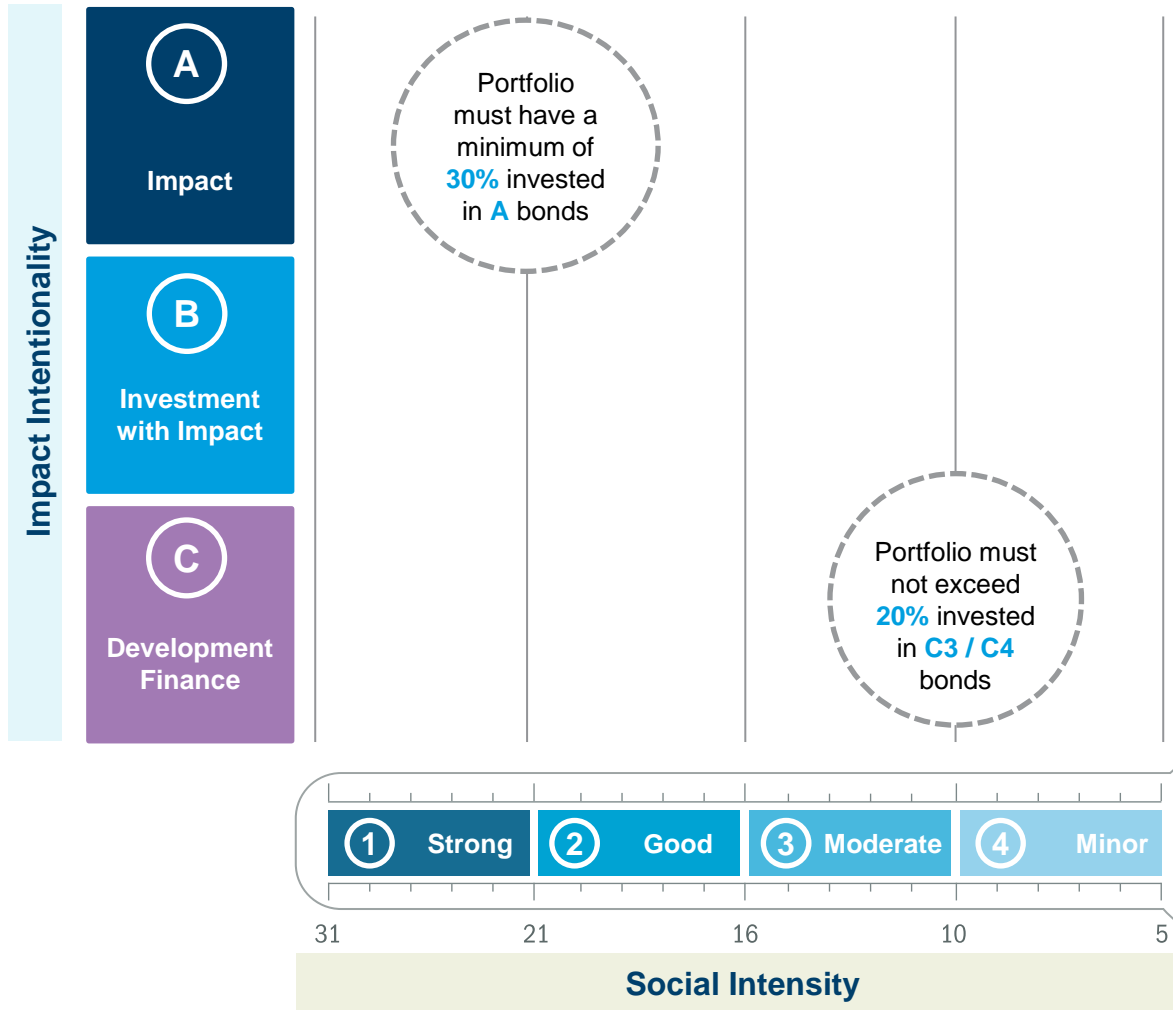 Impact Intentionality
A
Impact
B
Investment
with Impact
C
Development
Finance
Portfolio
must have a
minimum of
30% invested
in A bonds
Portfolio must
not exceed
20% invested
in C3 / C4
bonds
1 Strong
2 Good
3 Moderate
4 Minor
31 21 16 10 5
Social Intensity